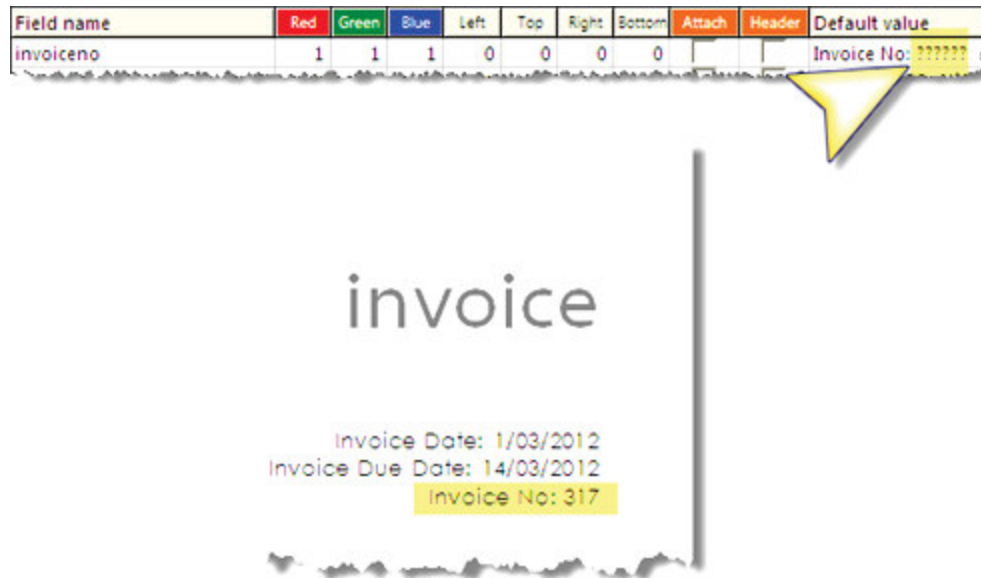 Field name Red Green Blue Left Top Right Bottom Attach Header Default value
invoiceno 1 1 1 0 0 0 0 Invoice No: ??????
invoice
Invoice Date: 1/03/2012
Invoice Due Date: 14/03/2012
Invoice No: 317